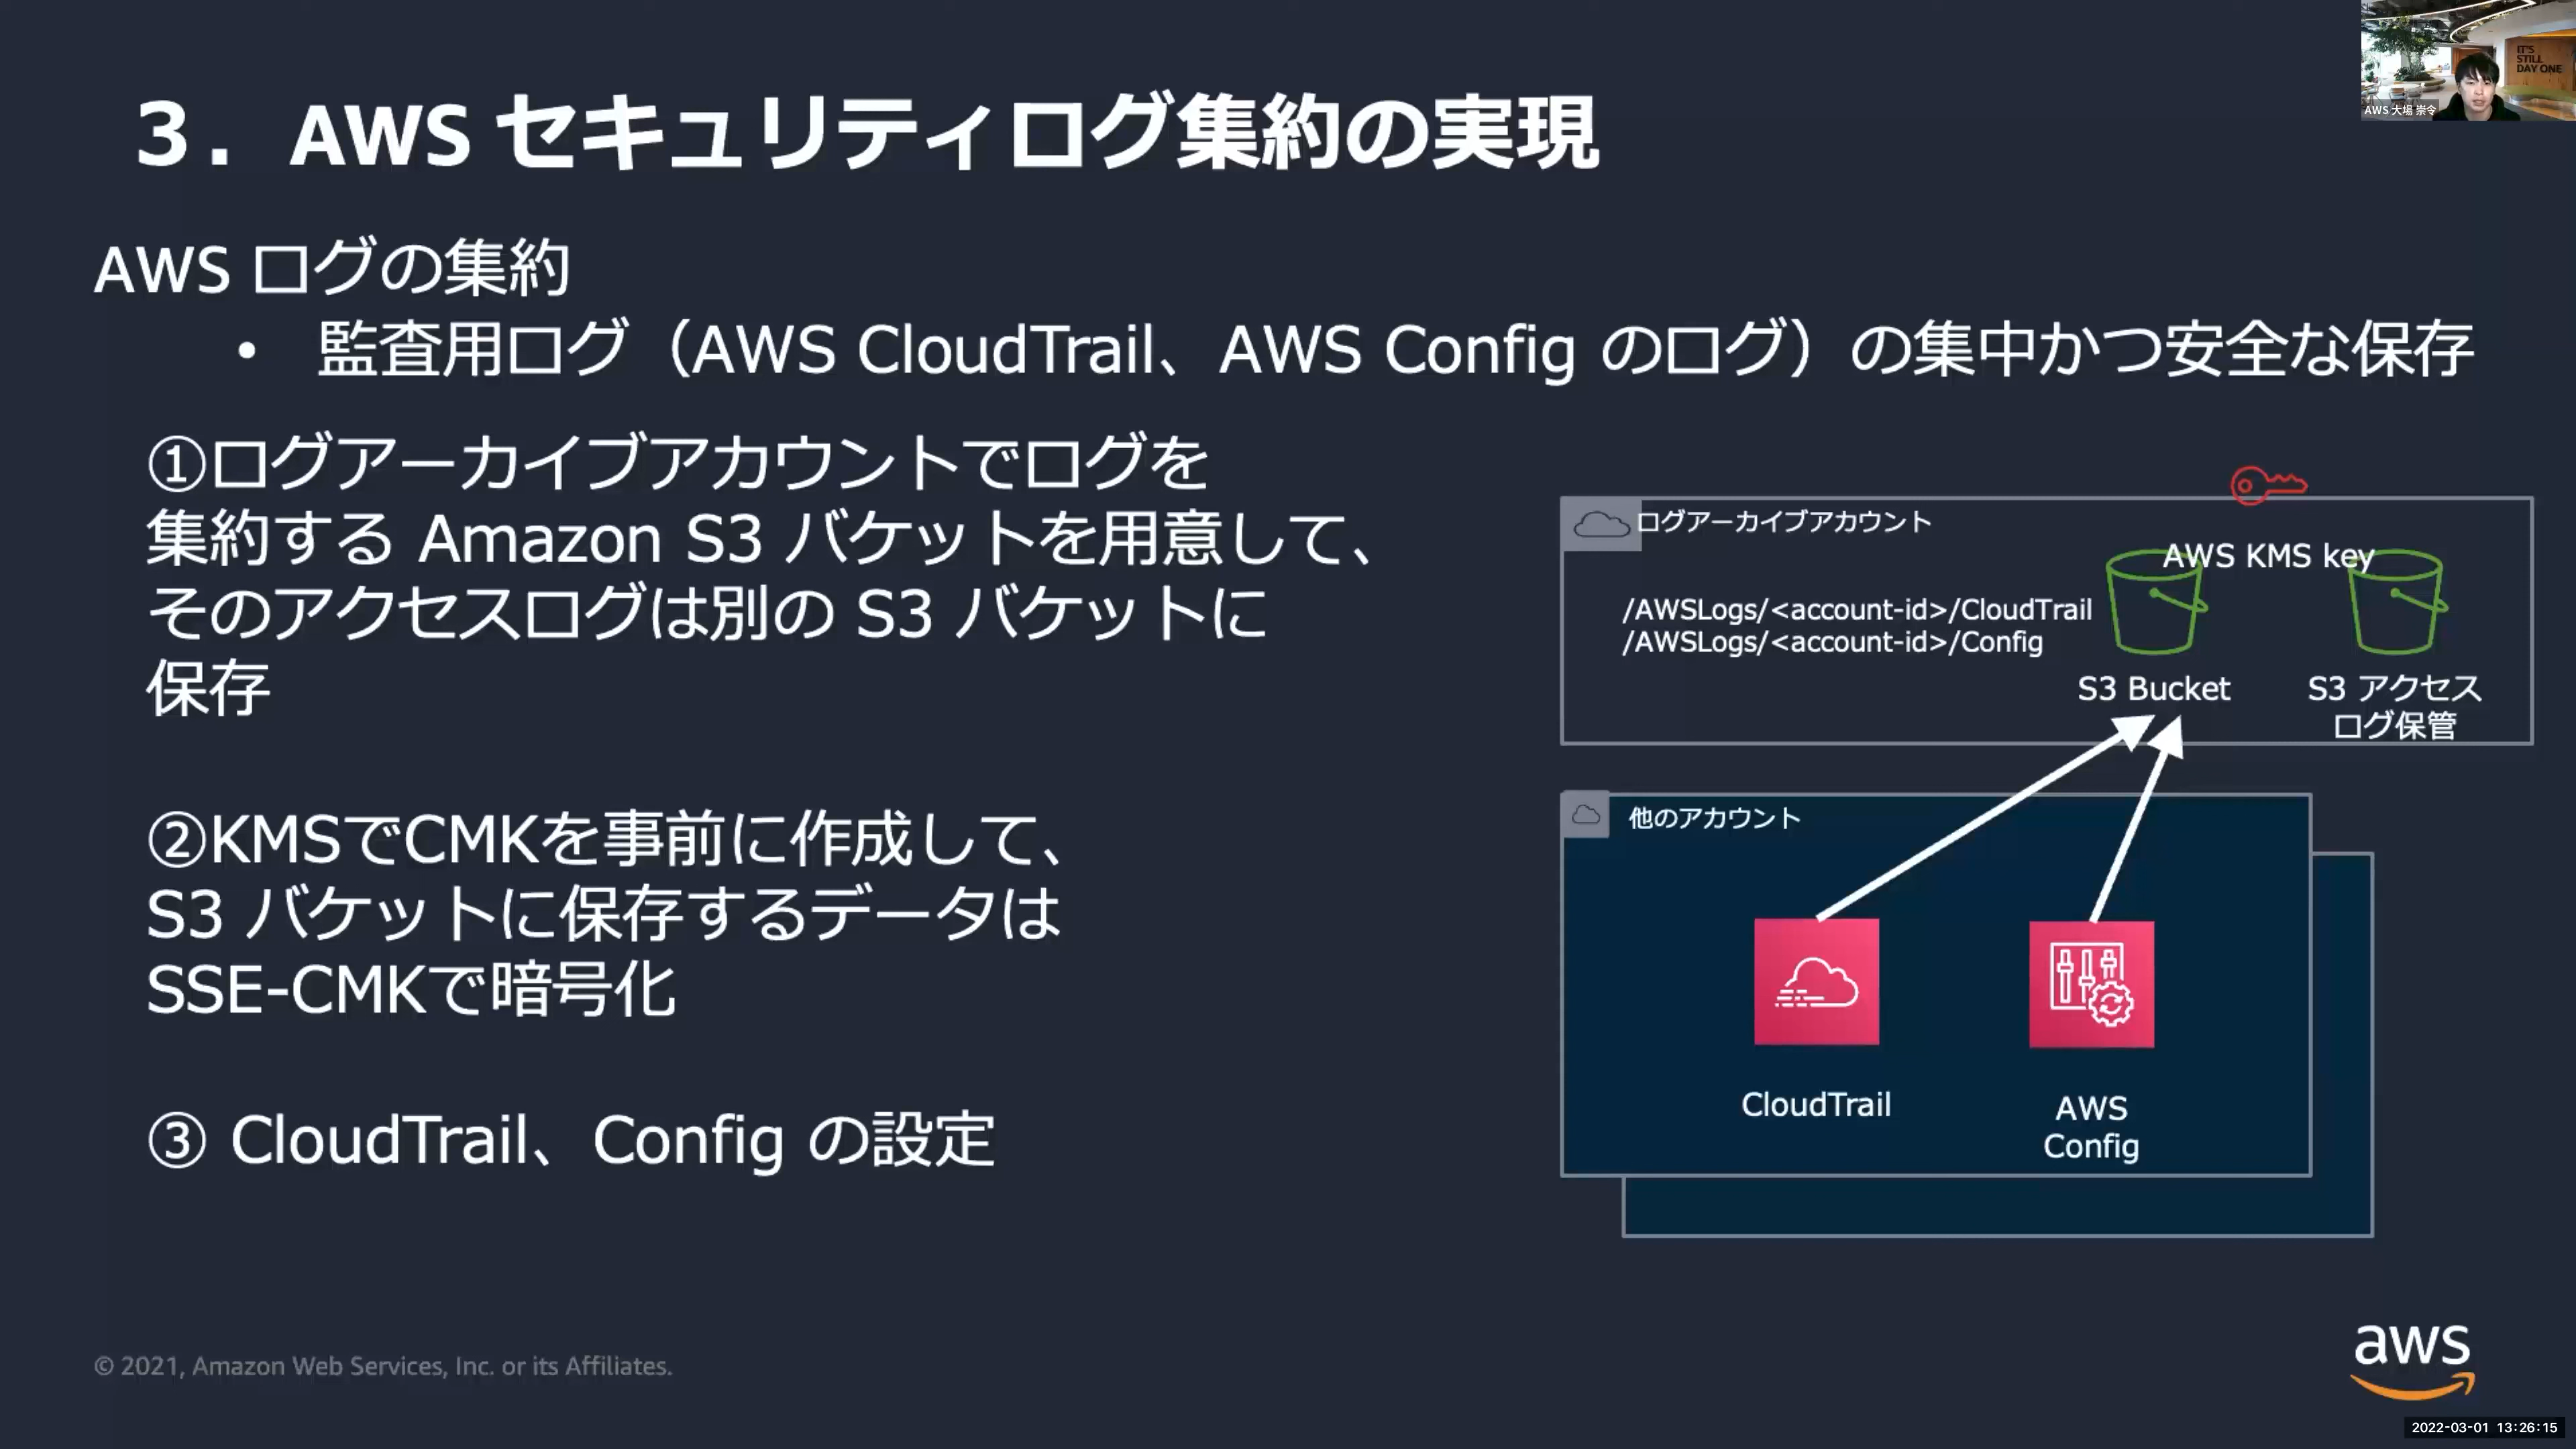 IT'S
STILL
DAY ONE
AWS 大場 崇令
３．AWS セキュリティログ集約の実現
AWS ログの集約
• 監査用ログ（AWS CloudTrail、AWS Config のログ）の集中かつ安全な保存
①ログアーカイブアカウントでログを
集約する Amazon S3 バケットを用意して、
そのアクセスログは別の S3 バケットに
保存
②KMSでCMKを事前に作成して、
S3 バケットに保存するデータは
SSE-CMKで暗号化
③ CloudTrail、Config の設定
ログアーカイブアカウント
AWS KMS key
/AWSLogs/<account-id>/CloudTrail
/AWSLogs/<account-id>/Config
S3 Bucket
S3 アクセス
ログ保管
他のアカウント
CloudTrail
AWS
Config
© 2021, Amazon Web Services, Inc. or its Affiliates.
aws
2022-03-01 13:26:15